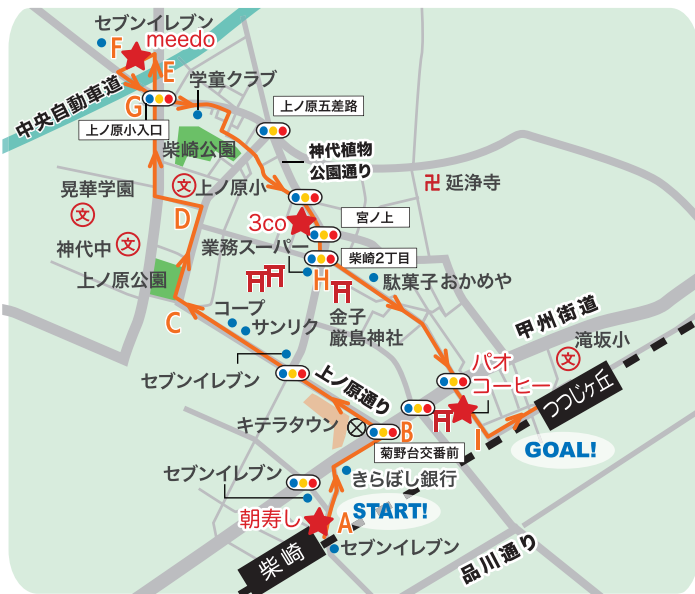 セブンイレブン
F
meedo
E
中央自動車道
G
学童クラブ
上ノ原五差路
上ノ原小入口
柴崎公園
神代植物
公園通り
晃華学園
文
文
上ノ原小
卍 延浄寺
D
3co
宮ノ上
神代中
文
業務スーパー
柴崎2丁目
上ノ原公園
H
駄菓子おかめや
金子
厳島神社
C
コープ
サンリク
甲州街道
滝坂小
文
セブンイレブン
上ノ原通り
パオ
コーヒー
つつじヶ丘
キテラタウン
B
I
菊野台交番前
GOAL!
セブンイレブン
きらぼし銀行
朝寿し
A
START!
柴崎
セブンイレブン
品川通り